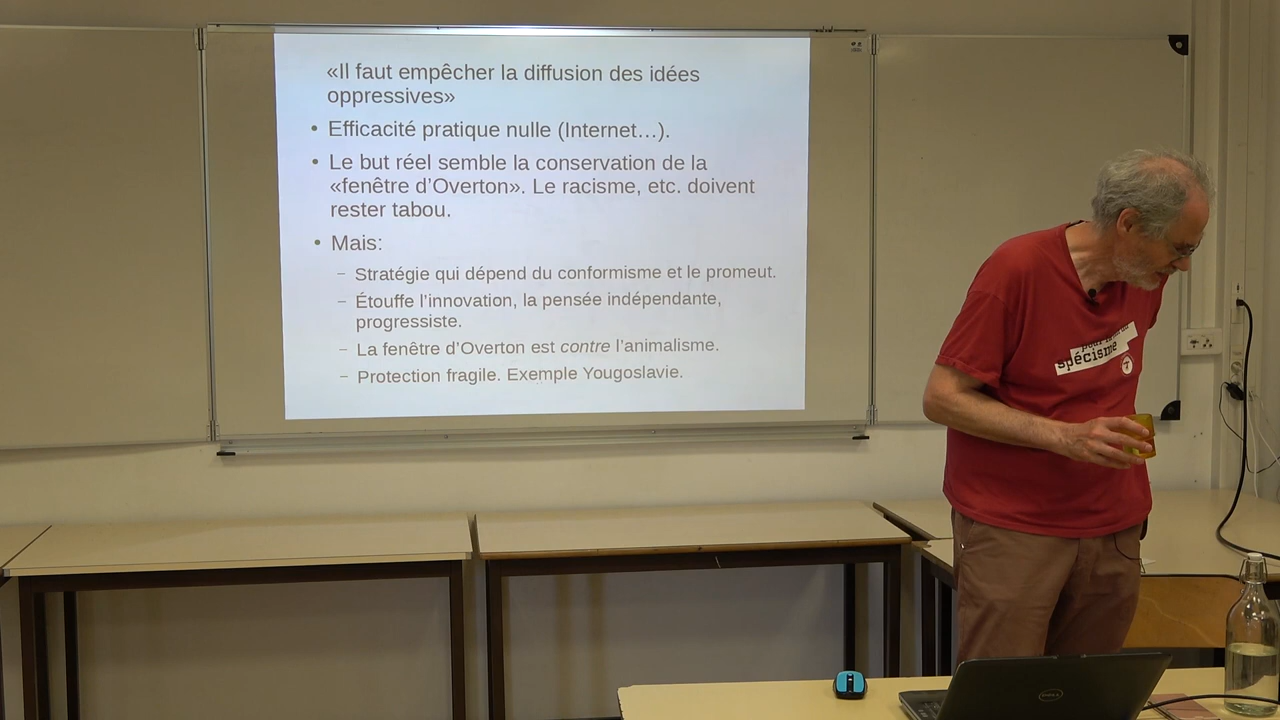 «Il faut empêcher la diffusion des idées
oppressives»
• Efficacité pratique nulle (Internet…).
• Le but réel semble la conservation de la
«fenêtre d’Overton». Le racisme, etc. doivent
rester tabou.
• Mais:
– Stratégie qui dépend du conformisme et le promeut.
– Étouffe l’innovation, la pensée indépendante,
progressiste.
– La fenêtre d’Overton est contre l’animalisme.
– Protection fragile. Exemple Yougoslavie.
pour
spécisme